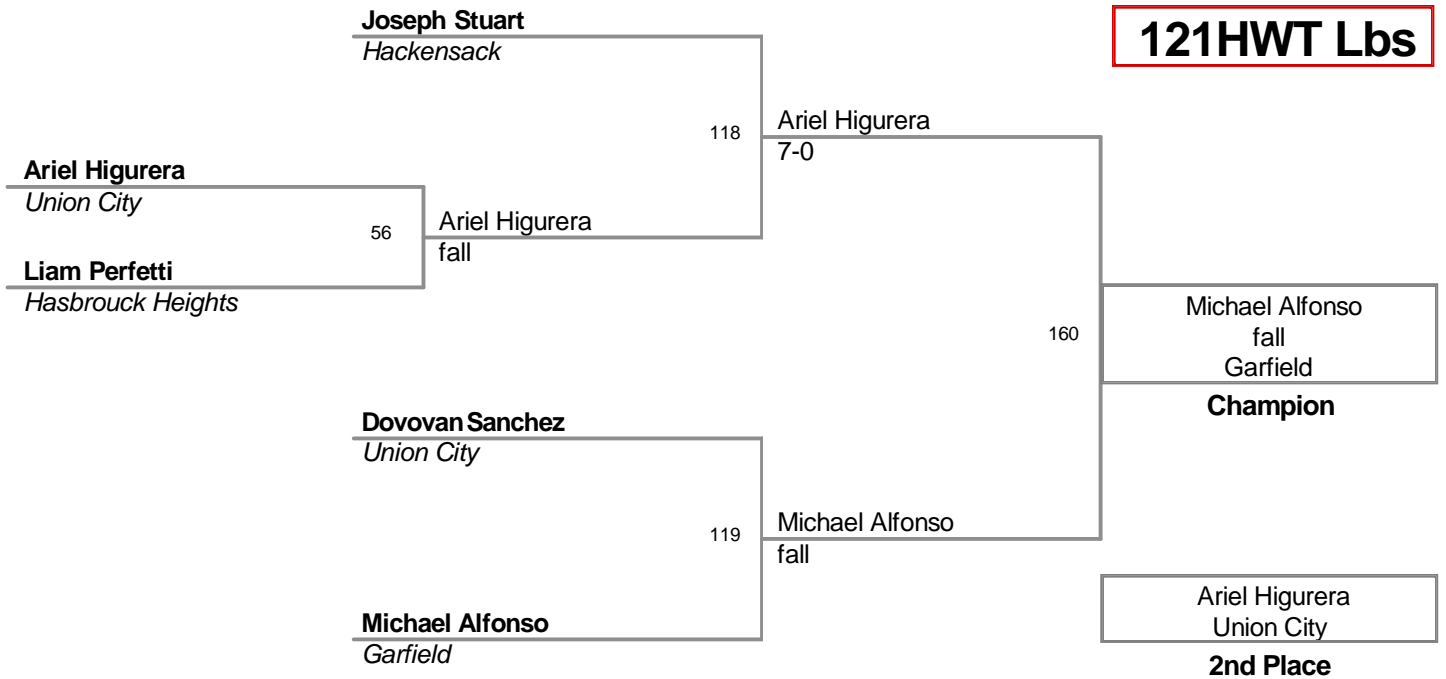 Joseph Stuart
Hackensack
121HWT Lbs
118
Ariel Higurera
7-0
Ariel Higurera
Union City
56
Ariel Higurera
fall
Liam Perfetti
Hasbrouck Heights
160
Michael Alfonso
fall
Garfield
Champion
Dovovan Sanchez
Union City
119
Michael Alfonso
fall
Michael Alfonso
Garfield
Ariel Higurera
Union City
2nd Place